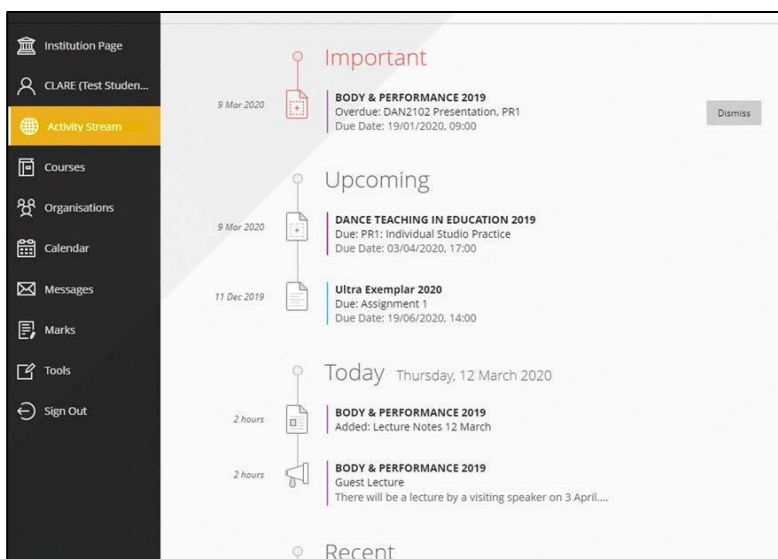 Institution Page
CLARE (Test Studen...
Activity Stream
Courses
Organisations
Calendar
Messages
Marks
Tools
Sign Out
Important
9 Mar 2020
BODY & PERFORMANCE 2019
Overdue: DAN2102 Presentation, PR1
Due Date: 19/01/2020, 09:00
Dismiss
Upcoming
9 Mar 2020
DANCE TEACHING IN EDUCATION 2019
Due: PR1: Individual Studio Practice
Due Date: 03/04/2020, 17:00
11 Dec 2019
Ultra Exemplar 2020
Due: Assignment 1
Due Date: 19/06/2020, 14:00
Today Thursday, 12 March 2020
2 hours
BODY & PERFORMANCE 2019
Added: Lecture Notes 12 March
2 hours
BODY & PERFORMANCE 2019
Guest Lecture
There will be a lecture by a visiting speaker on 3 April....
Recent